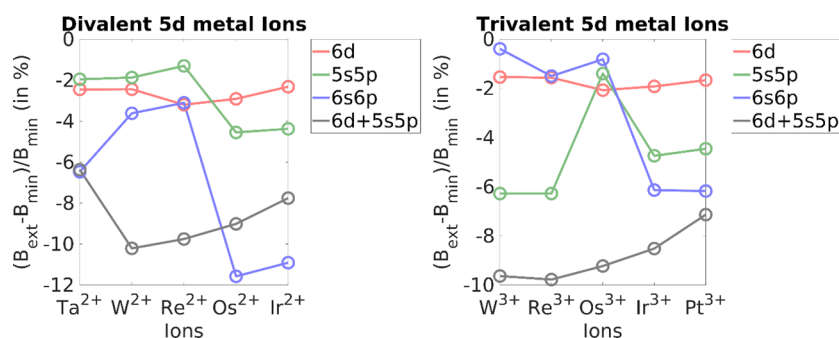 Divalent 5d metal Ions
(B_ext-B_min)/B_min (in %)
0
-2
-4
-6
-8
-10
-12
Ta²⁺ W²⁺ Re²⁺ Os²⁺ Ir²⁺
Ions
6d
5s5p
6s6p
6d+5s5p
Trivalent 5d metal Ions
(B_ext-B_min)/B_min (in %)
0
-2
-4
-6
-8
-10
W³⁺ Re³⁺ Os³⁺ Ir³⁺ Pt³⁺
Ions
6d
5s5p
6s6p
6d+5s5p